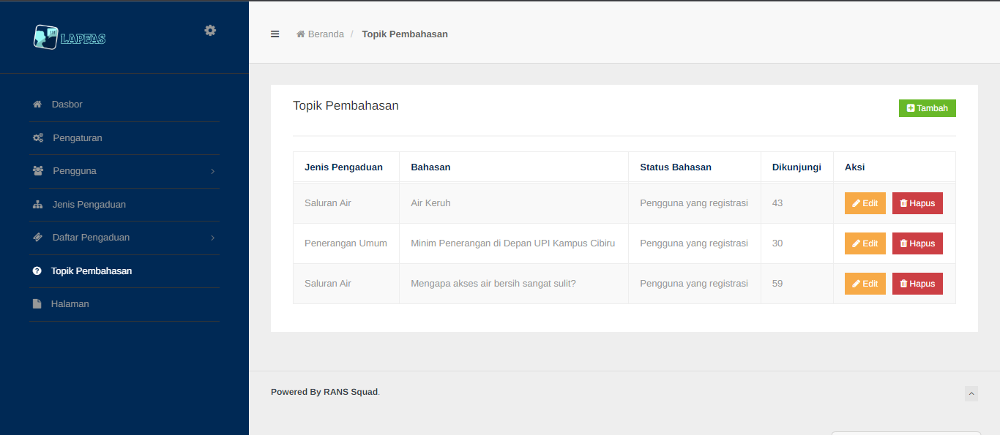 LAPFAS
Beranda / Topik Pembahasan
Dasbor
Pengaturan
Pengguna
Jenis Pengaduan
Daftar Pengaduan
Topik Pembahasan
Halaman
Topik Pembahasan
Tambah
Jenis Pengaduan Bahasan Status Bahasan Dikunjungi Aksi
Saluran Air Air Keruh Pengguna yang registrasi 43 Edit Hapus
Penerangan Umum Minim Penerangan di Depan UPI Kampus Cibiru Pengguna yang registrasi 30 Edit Hapus
Saluran Air Mengapa akses air bersih sangat sulit? Pengguna yang registrasi 59 Edit Hapus
Powered By RANS Squad.